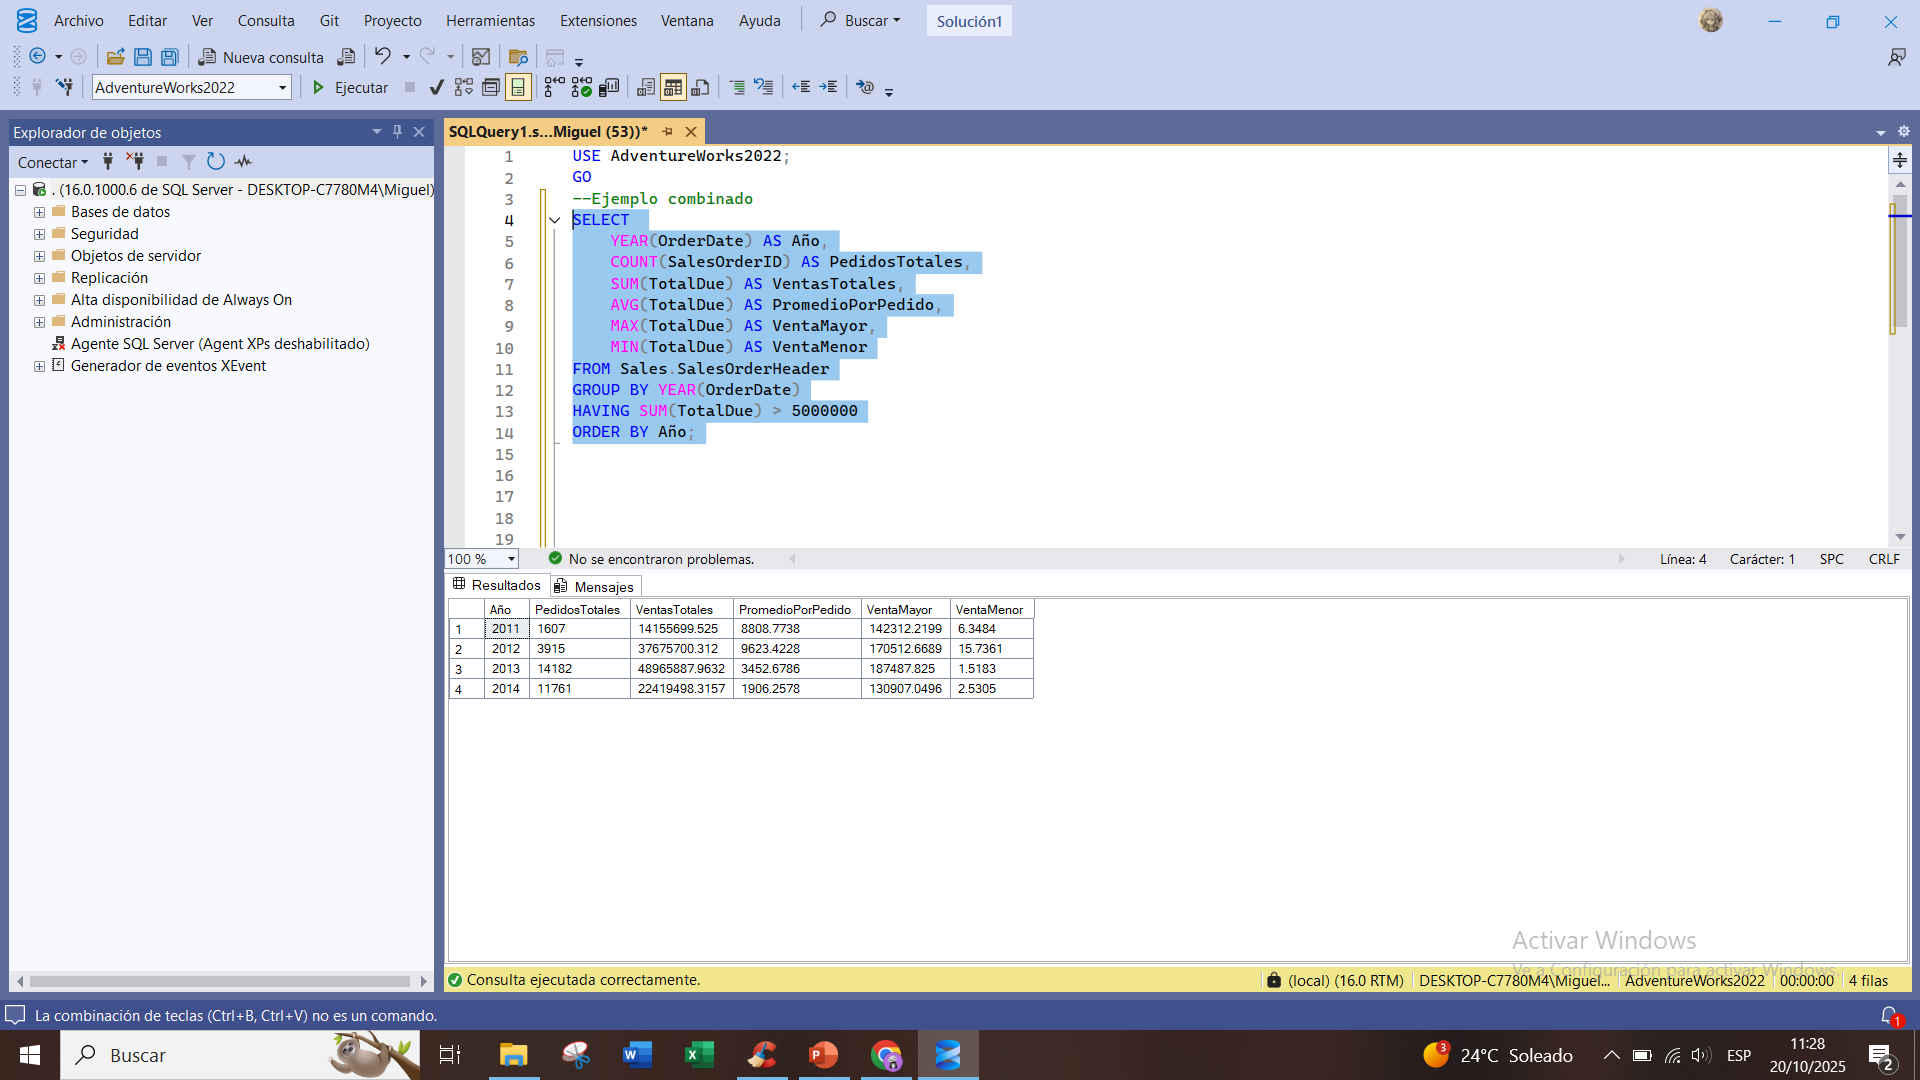 Archivo Editar Ver Consulta Git Proyecto Herramientas Extensiones Ventana Ayuda Buscar Solución1
Nueva consulta
AdventureWorks2022 Ejecutar
Explorador de objetos
Conectar
. (16.0.1000.6 de SQL Server - DESKTOP-C7780M4\Miguel)
Bases de datos
Seguridad
Objetos de servidor
Replicación
Alta disponibilidad de Always On
Administración
Agente SQL Server (Agent XPs deshabilitado)
Generador de eventos XEvent
SQLQuery1.s...Miguel (53))*
1 USE AdventureWorks2022;
2 GO
3 --Ejemplo combinado
4 SELECT
5 YEAR(OrderDate) AS Año,
6 COUNT(SalesOrderID) AS PedidosTotales,
7 SUM(TotalDue) AS VentasTotales,
8 AVG(TotalDue) AS PromedioPorPedido,
9 MAX(TotalDue) AS VentaMayor,
10 MIN(TotalDue) AS VentaMenor
11 FROM Sales.SalesOrderHeader
12 GROUP BY YEAR(OrderDate)
13 HAVING SUM(TotalDue) > 5000000
14 ORDER BY Año;
15
16
17
18
19
100 % No se encontraron problemas. Línea: 4 Carácter: 1 SPC CRLF
Resultados Mensajes
Año PedidosTotales VentasTotales PromedioPorPedido VentaMayor VentaMenor
1 2011 1607 14155699.525 8808.7738 142312.2199 6.3484
2 2012 3915 37675700.312 9623.4228 170512.6689 15.7361
3 2013 14182 48965887.9632 3452.6786 187487.825 1.5183
4 2014 11761 22419498.3157 1906.2578 130907.0496 2.5305
Activar Windows
Ve a Configuración para activar Windows.
Consulta ejecutada correctamente. (local) (16.0 RTM) DESKTOP-C7780M4\Miguel... AdventureWorks2022 00:00:00 4 filas
La combinación de teclas (Ctrl+B, Ctrl+V) no es un comando. 1
Buscar 3 24°C Soleado ESP 11:28
20/10/2025 2